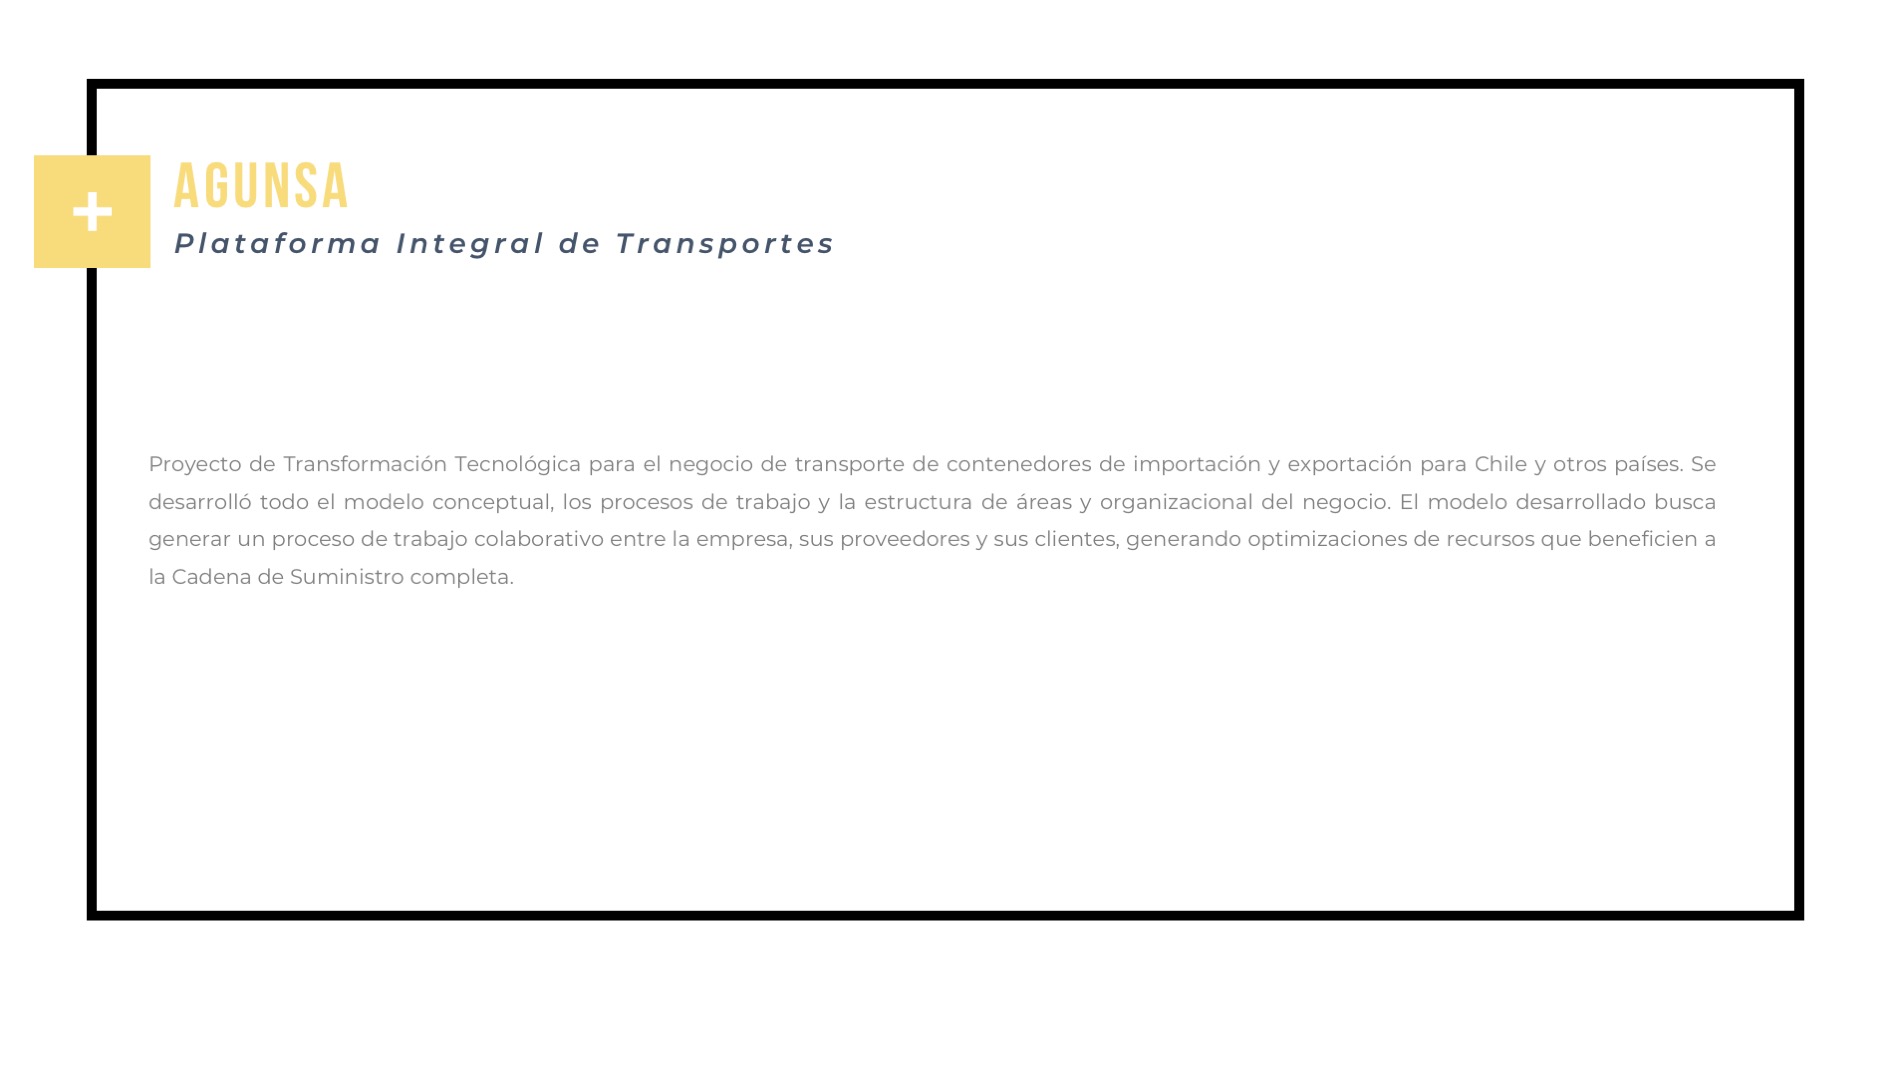 +
AGUNSA
Plataforma Integral de Transportes
Proyecto de Transformación Tecnológica para el negocio de transporte de contenedores de importación y exportación para Chile y otros países. Se
desarrolló todo el modelo conceptual, los procesos de trabajo y la estructura de áreas y organizacional del negocio. El modelo desarrollado busca
generar un proceso de trabajo colaborativo entre la empresa, sus proveedores y sus clientes, generando optimizaciones de recursos que beneficien a
la Cadena de Suministro completa.